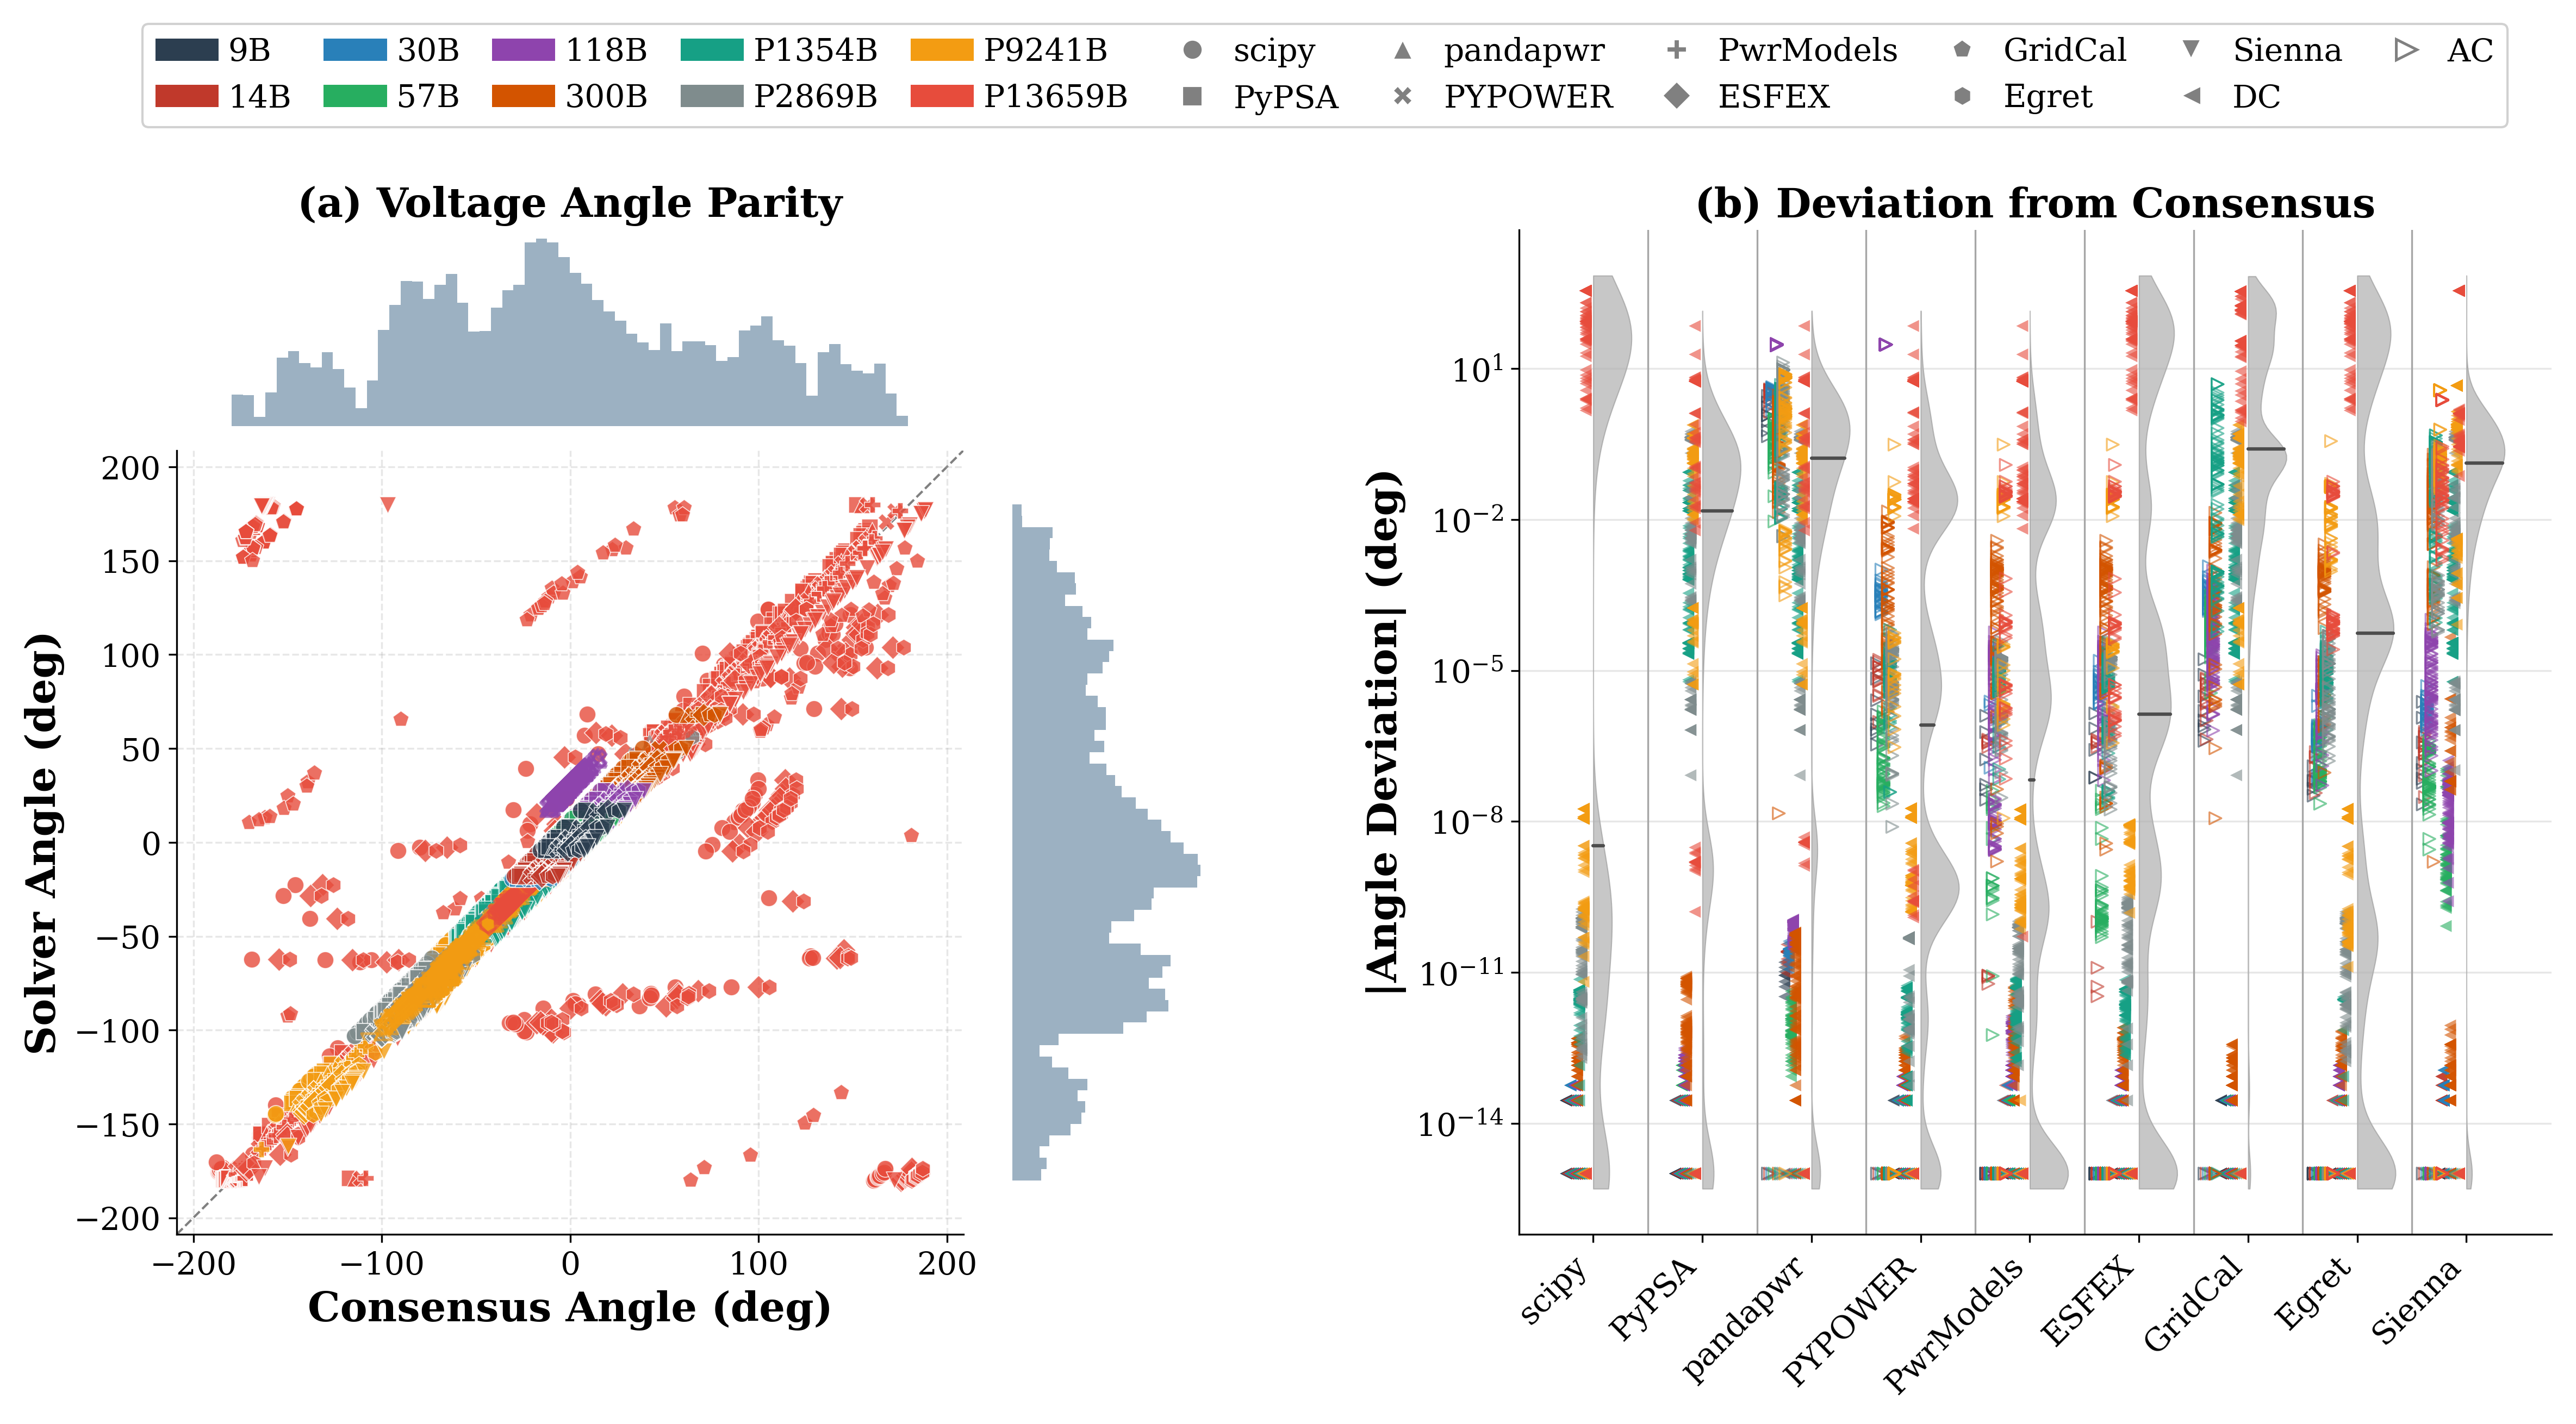 9B 30B 118B P1354B P9241B scipy pandapwr PwrModels GridCal Sienna AC
14B 57B 300B P2869B P13659B PyPSA PYPOWER ESFEX Egret DC
(a) Voltage Angle Parity
Solver Angle (deg)
200
150
100
50
0
−50
−100
−150
−200
−200 −100 0 100 200
Consensus Angle (deg)
(b) Deviation from Consensus
|Angle Deviation| (deg)
10^1
10^−2
10^−5
10^−8
10^−11
10^−14
scipy
PyPSA
pandapwr
PYPOWER
PwrModels
ESFEX
GridCal
Egret
Sienna